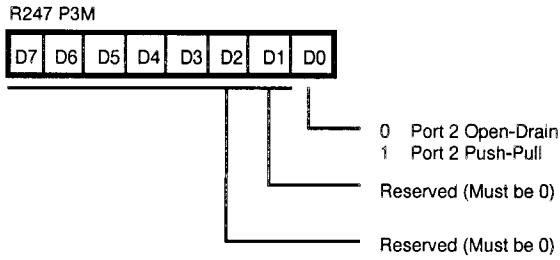 R247 P3M
D7 D6 D5 D4 D3 D2 D1 D0
0 Port 2 Open-Drain
1 Port 2 Push-Pull
Reserved (Must be 0)
Reserved (Must be 0)